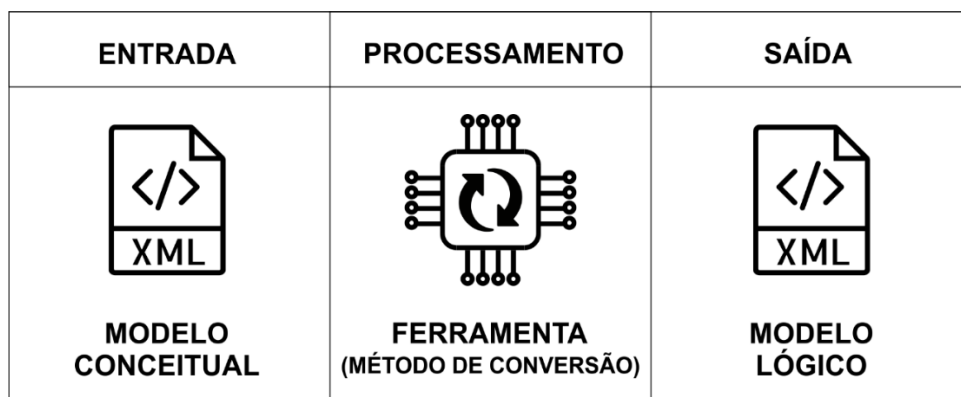 ENTRADA
PROCESSAMENTO
SAÍDA
</>
XML
</>
XML
MODELO
CONCEITUAL
FERRAMENTA
(MÉTODO DE CONVERSÃO)
MODELO
LÓGICO